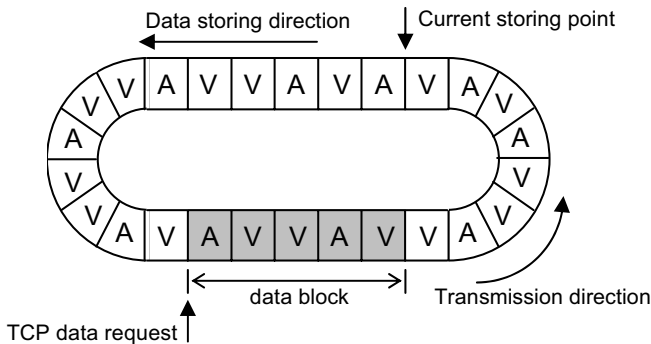 Data storing direction
Current storing point
V A V V A V A V A
V V
A A
V V
V V
A V A V V A V V A
data block
Transmission direction
TCP data request